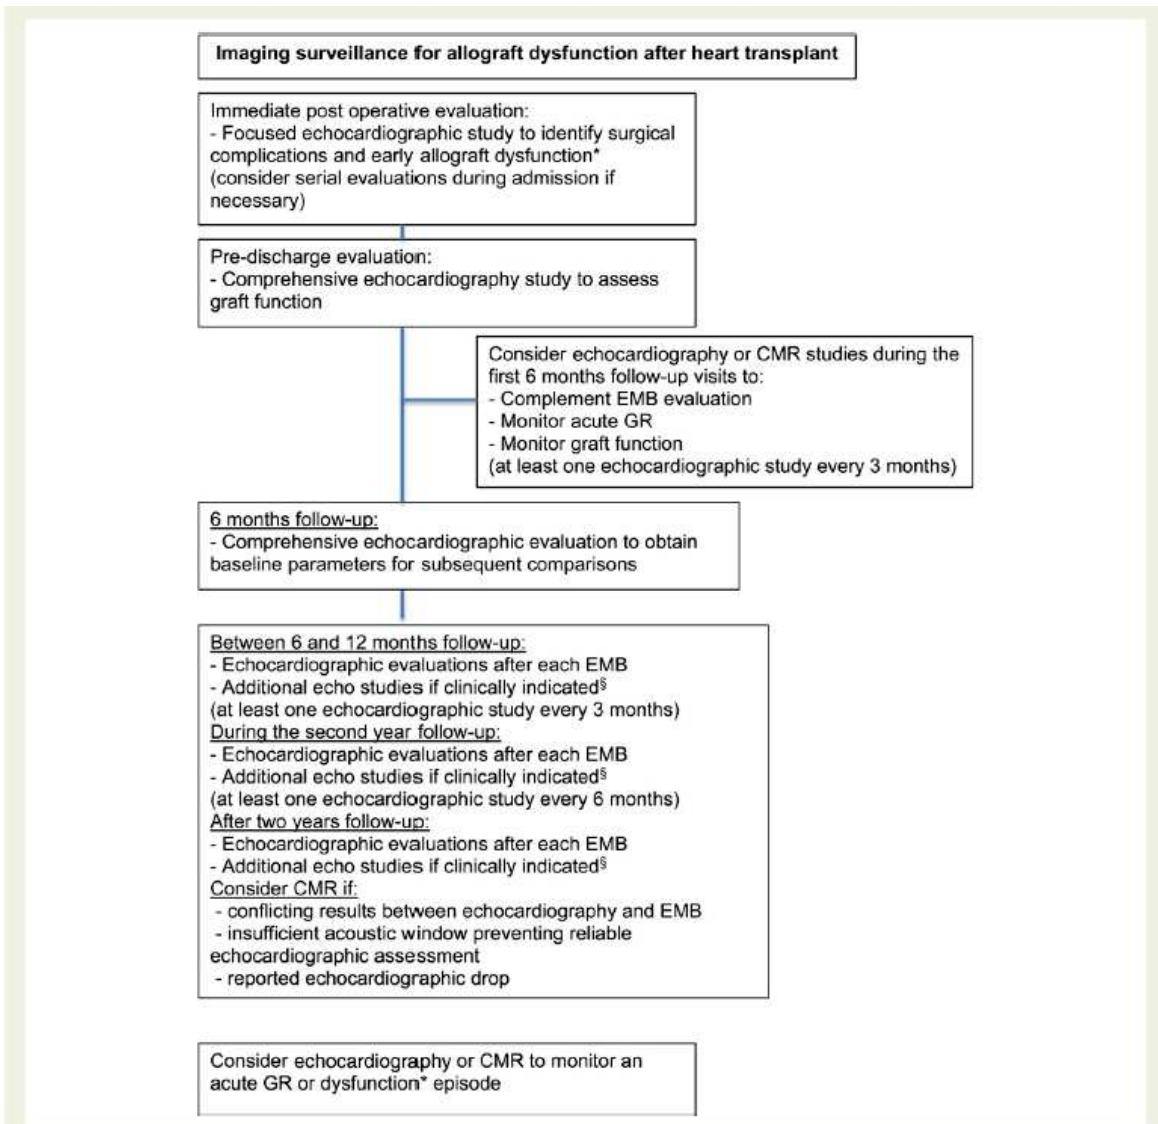 Imaging surveillance for allograft dysfunction after heart transplant
Immediate post operative evaluation:
- Focused echocardiographic study to identify surgical
complications and early allograft dysfunction*
(consider serial evaluations during admission if
necessary)
Pre-discharge evaluation:
- Comprehensive echocardiography study to assess
graft function
Consider echocardiography or CMR studies during the
first 6 months follow-up visits to:
- Complement EMB evaluation
- Monitor acute GR
- Monitor graft function
(at least one echocardiographic study every 3 months)
6 months follow-up:
- Comprehensive echocardiographic evaluation to obtain
baseline parameters for subsequent comparisons
Between 6 and 12 months follow-up:
- Echocardiographic evaluations after each EMB
- Additional echo studies if clinically indicated§
(at least one echocardiographic study every 3 months)
During the second year follow-up:
- Echocardiographic evaluations after each EMB
- Additional echo studies if clinically indicated§
(at least one echocardiographic study every 6 months)
After two years follow-up:
- Echocardiographic evaluations after each EMB
- Additional echo studies if clinically indicated§
Consider CMR if:
- conflicting results between echocardiography and EMB
- insufficient acoustic window preventing reliable
echocardiographic assessment
- reported echocardiographic drop
Consider echocardiography or CMR to monitor an
acute GR or dysfunction* episode